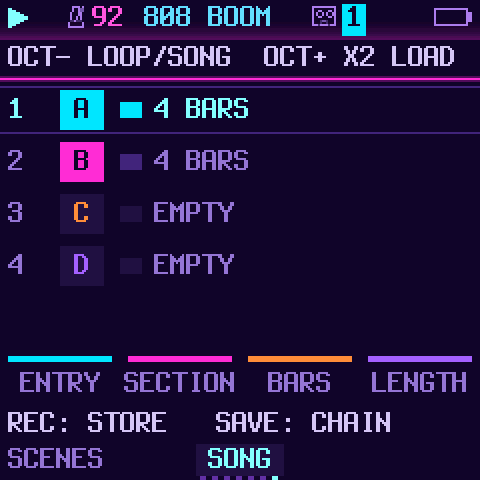 92 808 BOOM 1
OCT- LOOP/SONG OCT+ X2 LOAD
1 A 4 BARS
2 B 4 BARS
3 C EMPTY
4 D EMPTY
ENTRY SECTION BARS LENGTH
REC: STORE SAVE: CHAIN
SCENES SONG